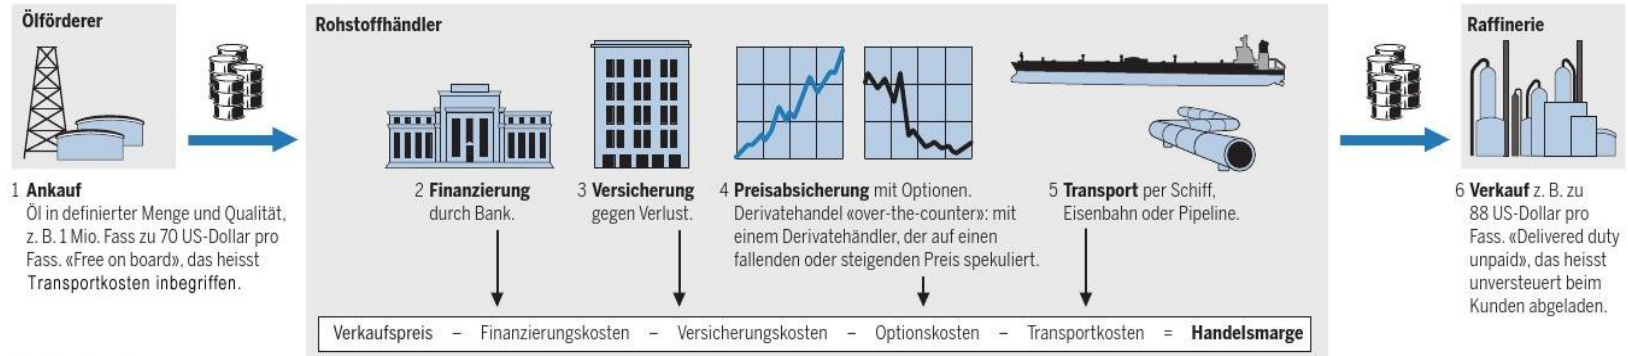 Ölförderer
1 Ankauf
Öl in definierter Menge und Qualität,
z. B. 1 Mio. Fass zu 70 US-Dollar pro
Fass. «Free on board», das heisst
Transportkosten inbegriffen.
Rohstoffhändler
2 Finanzierung
durch Bank.
3 Versicherung
gegen Verlust.
4 Preisabsicherung mit Optionen.
Derivatehandel «over-the-counter»: mit
einem Derivatehändler, der auf einen
fallenden oder steigenden Preis spekuliert.
5 Transport per Schiff,
Eisenbahn oder Pipeline.
Verkaufspreis – Finanzierungskosten – Versicherungskosten – Optionskosten – Transportkosten = Handelsmarge
Raffinerie
6 Verkauf z. B. zu
88 US-Dollar pro
Fass. «Delivered duty
unpaid», das heisst
unversteuert beim
Kunden abgeladen.